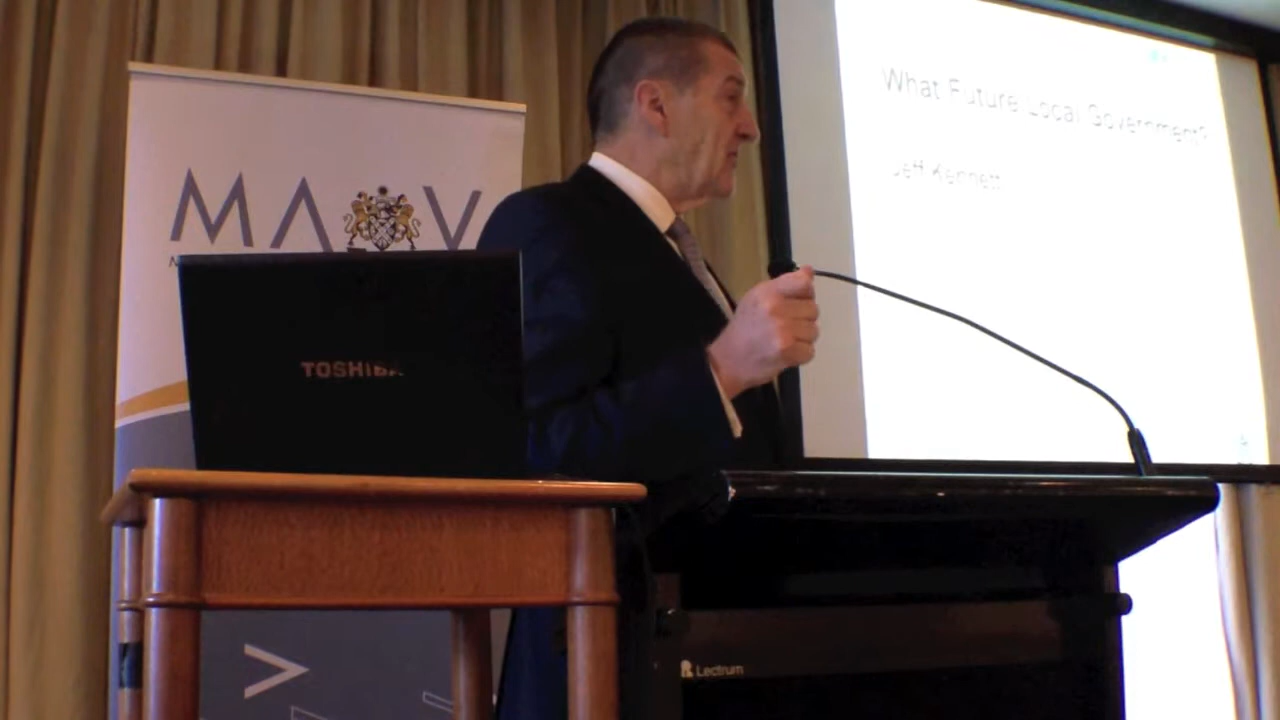 What Future Local Government?
Jeff Kennett
MAV
TOSHIBA
Lectrum